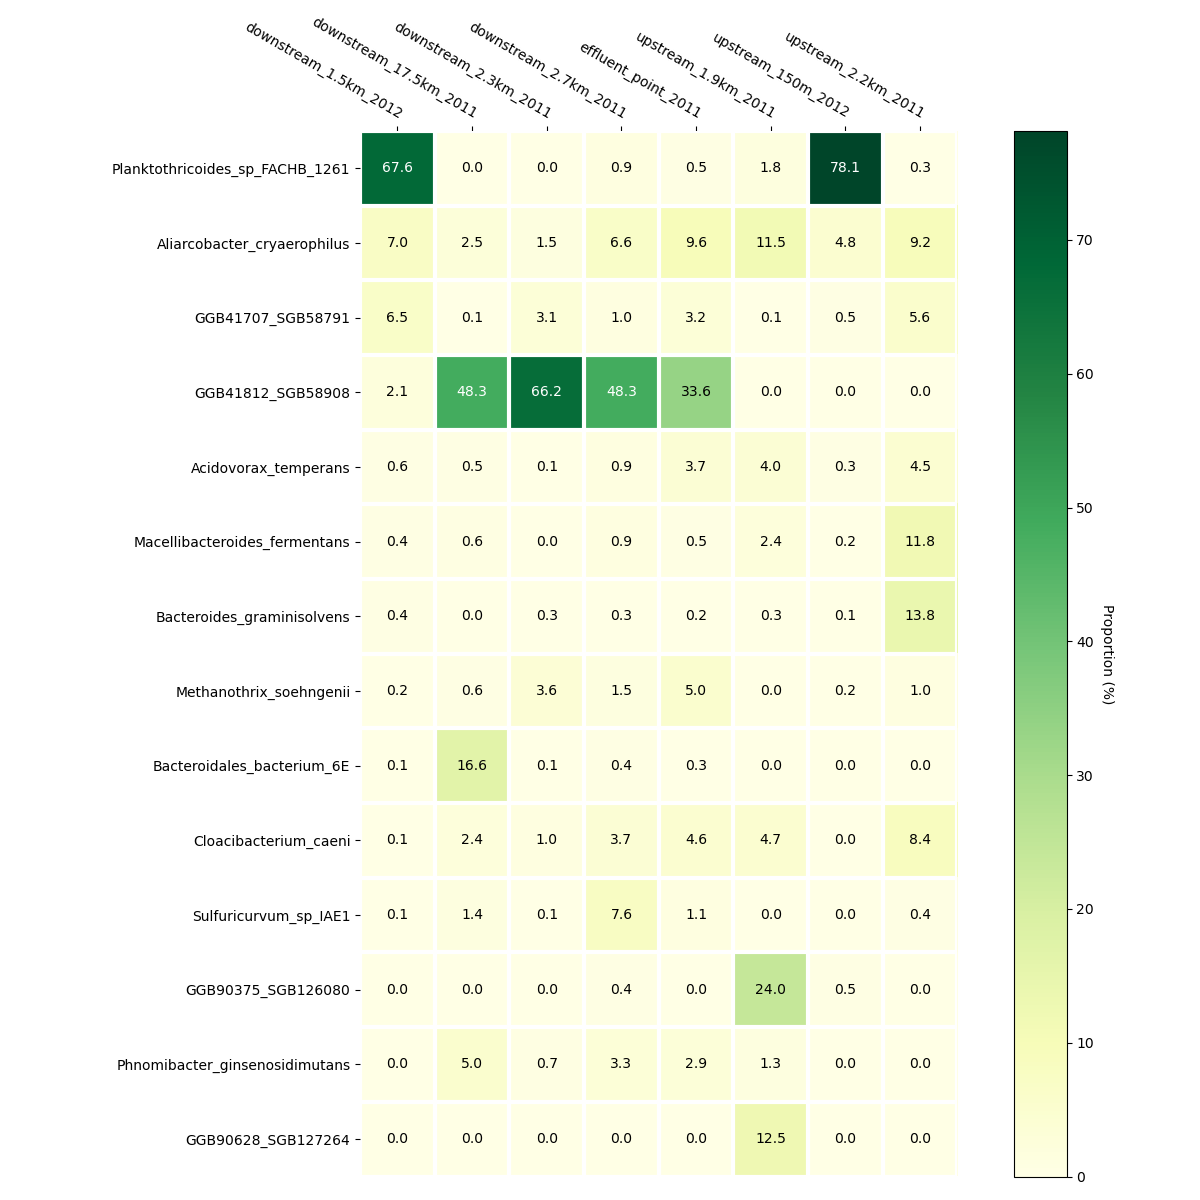 downstream_1.5km_2012
downstream_17.5km_2011
downstream_2.3km_2011
downstream_2.7km_2011
effluent_point_2011
upstream_1.9km_2011
upstream_150m_2012
upstream_2.2km_2011
Planktothricoides_sp_FACHB_1261 67.6 0.0 0.0 0.9 0.5 1.8 78.1 0.3
Aliarcobacter_cryaerophilus 7.0 2.5 1.5 6.6 9.6 11.5 4.8 9.2
GGB41707_SGB58791 6.5 0.1 3.1 1.0 3.2 0.1 0.5 5.6
GGB41812_SGB58908 2.1 48.3 66.2 48.3 33.6 0.0 0.0 0.0
Acidovorax_temperans 0.6 0.5 0.1 0.9 3.7 4.0 0.3 4.5
Macellibacteroides_fermentans 0.4 0.6 0.0 0.9 0.5 2.4 0.2 11.8
Bacteroides_graminisolvens 0.4 0.0 0.3 0.3 0.2 0.3 0.1 13.8
Methanothrix_soehngenii 0.2 0.6 3.6 1.5 5.0 0.0 0.2 1.0
Bacteroidales_bacterium_6E 0.1 16.6 0.1 0.4 0.3 0.0 0.0 0.0
Cloacibacterium_caeni 0.1 2.4 1.0 3.7 4.6 4.7 0.0 8.4
Sulfuricurvum_sp_IAE1 0.1 1.4 0.1 7.6 1.1 0.0 0.0 0.4
GGB90375_SGB126080 0.0 0.0 0.0 0.4 0.0 24.0 0.5 0.0
Phnomibacter_ginsenosidimutans 0.0 5.0 0.7 3.3 2.9 1.3 0.0 0.0
GGB90628_SGB127264 0.0 0.0 0.0 0.0 0.0 12.5 0.0 0.0
70
60
50
40
30
20
10
0
Proportion (%)